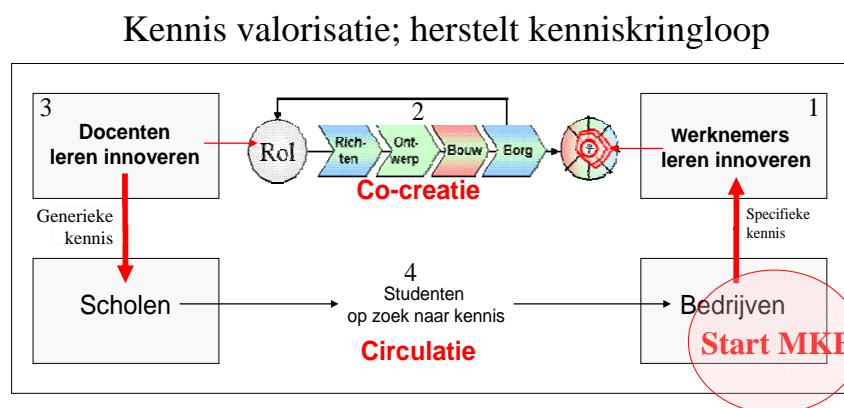 Kennis valorisatie; herstelt kenniskringloop
3
Docenten
leren innoveren
2
Rol
Rich-
ten
Ont-
werp
Bouw
Borg
Co-creatie
1
Werknemers
leren innoveren
Generieke
kennis
Specifieke
kennis
Scholen
4
Studenten
op zoek naar kennis
Circulatie
Bedrijven
Start MKB